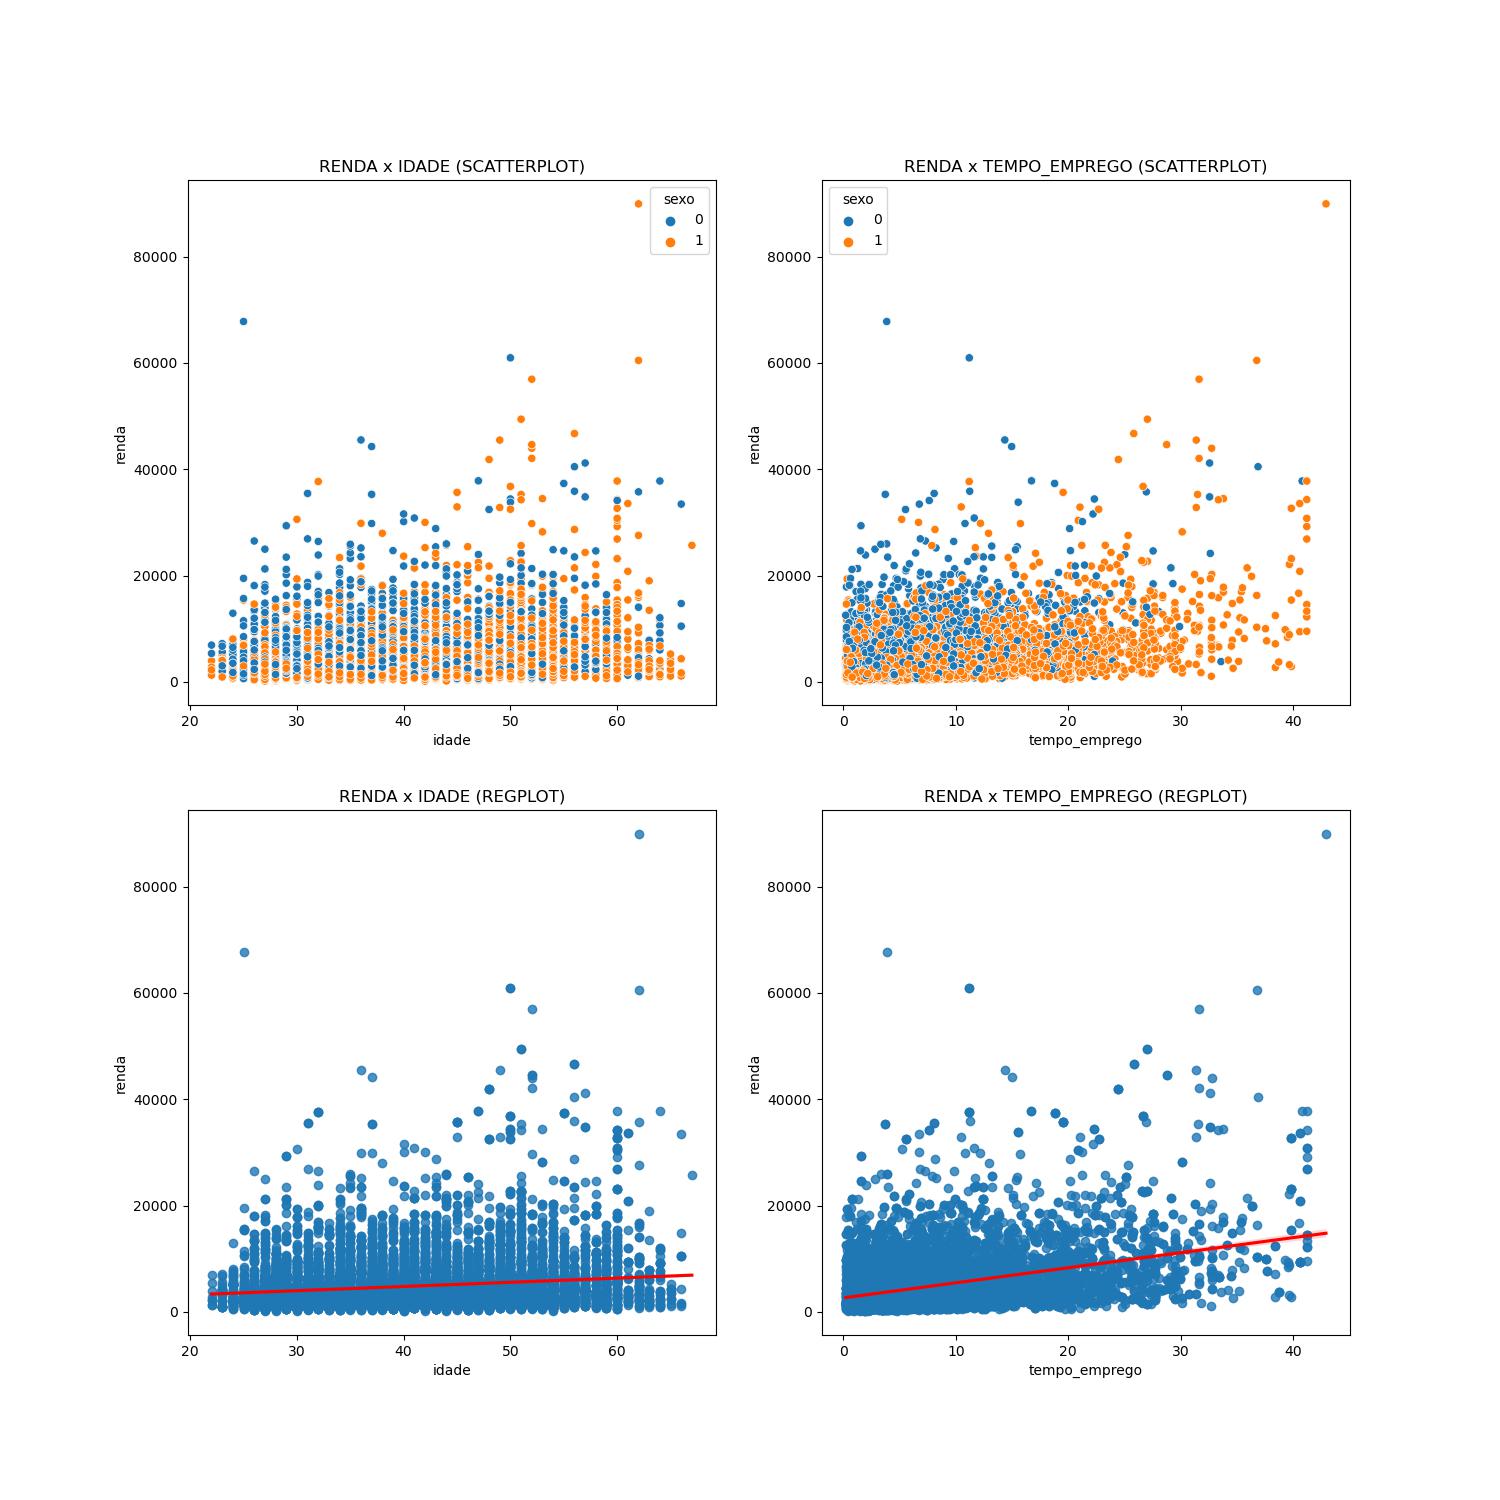 RENDA x IDADE (SCATTERPLOT)
RENDA x TEMPO_EMPREGO (SCATTERPLOT)
sexo
0
1
sexo
0
1
80000
60000
40000
20000
0
renda
20 30 40 50 60
idade
80000
60000
40000
20000
0
renda
0 10 20 30 40
tempo_emprego
RENDA x IDADE (REGPLOT)
RENDA x TEMPO_EMPREGO (REGPLOT)
80000
60000
40000
20000
0
renda
20 30 40 50 60
idade
80000
60000
40000
20000
0
renda
0 10 20 30 40
tempo_emprego